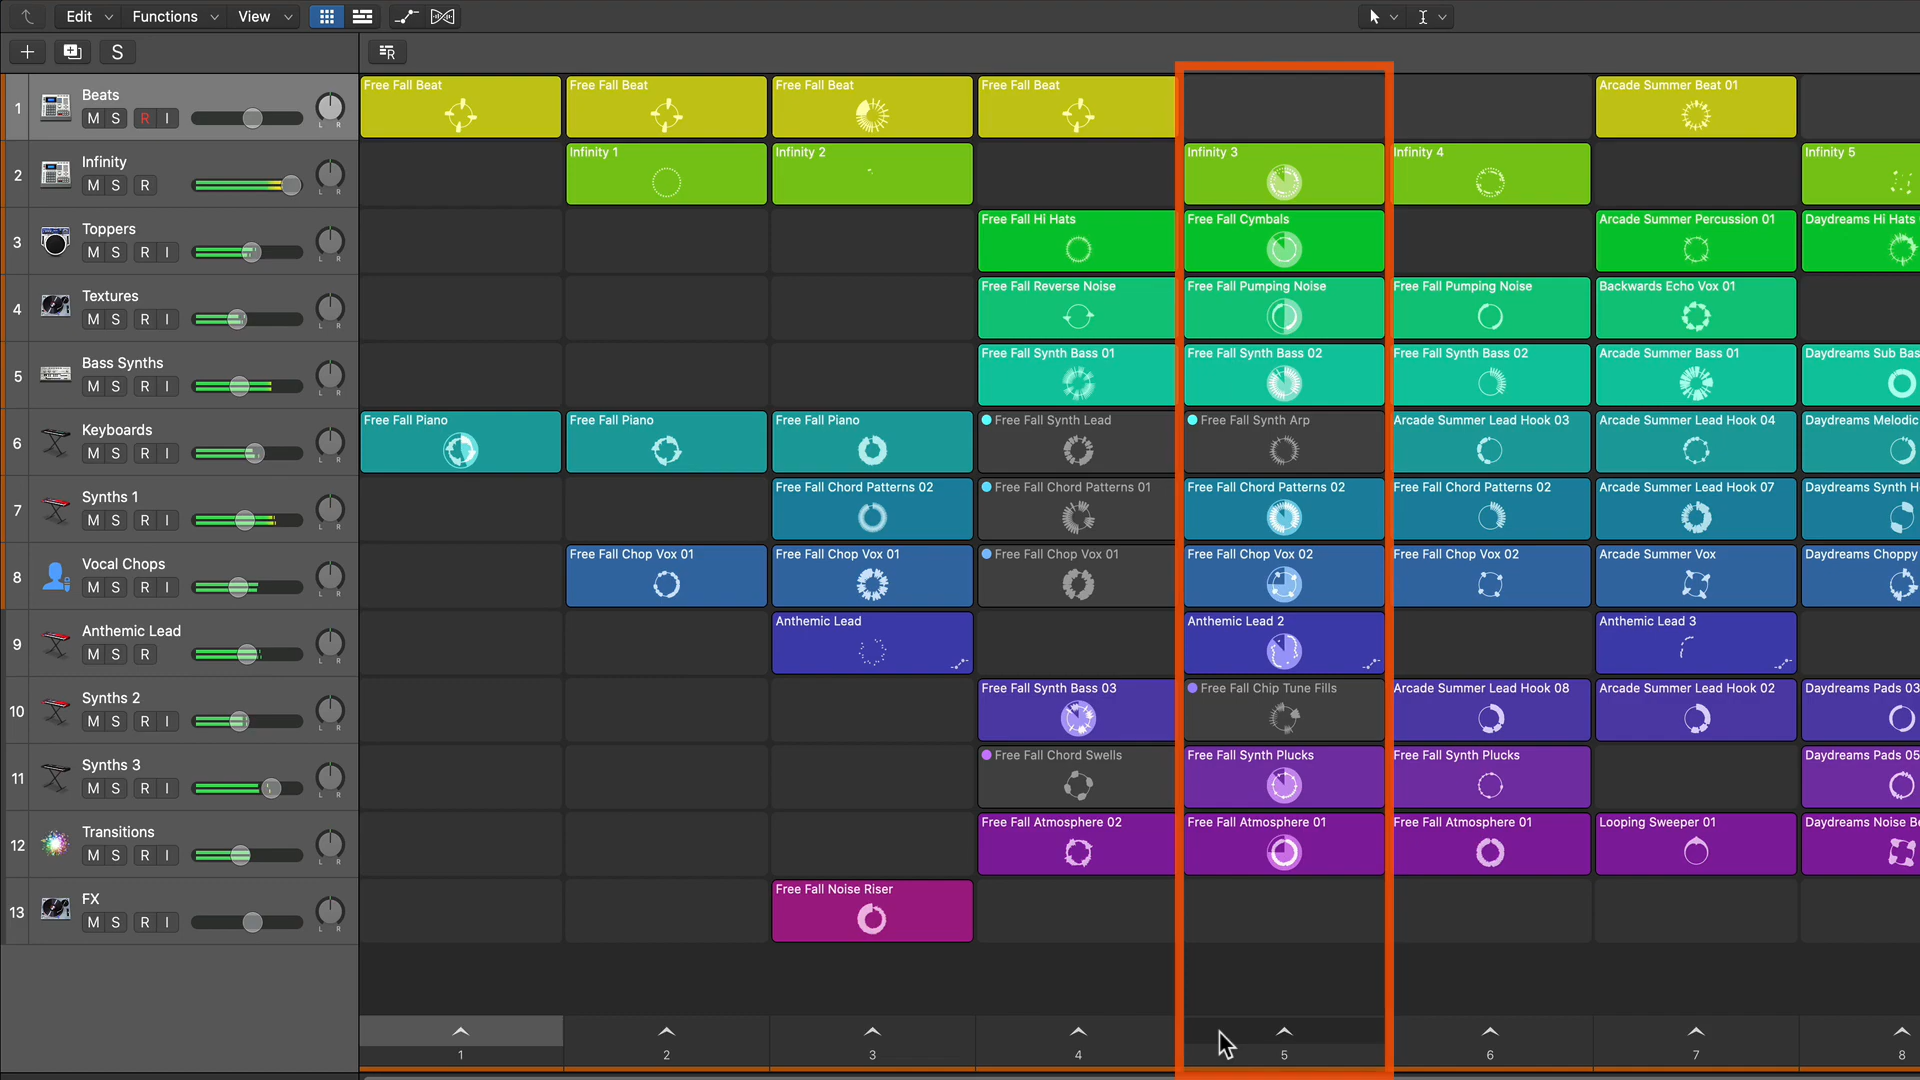 Edit Functions View
S
R
1 Beats M S R I L R Free Fall Beat Free Fall Beat Free Fall Beat Free Fall Beat Arcade Summer Beat 01
2 Infinity M S R L R Infinity 1 Infinity 2 Infinity 3 Infinity 4 Infinity 5
3 Toppers M S R I L R Free Fall Hi Hats Free Fall Cymbals Arcade Summer Percussion 01 Daydreams Hi Hats
4 Textures M S R I L R Free Fall Reverse Noise Free Fall Pumping Noise Free Fall Pumping Noise Backwards Echo Vox 01
5 Bass Synths M S R I L R Free Fall Synth Bass 01 Free Fall Synth Bass 02 Free Fall Synth Bass 02 Arcade Summer Bass 01 Daydreams Sub Bas
6 Keyboards M S R I L R Free Fall Piano Free Fall Piano Free Fall Piano Free Fall Synth Lead Free Fall Synth Arp Arcade Summer Lead Hook 03 Arcade Summer Lead Hook 04 Daydreams Melodic
7 Synths 1 M S R I L R Free Fall Chord Patterns 02 Free Fall Chord Patterns 01 Free Fall Chord Patterns 02 Free Fall Chord Patterns 02 Arcade Summer Lead Hook 07 Daydreams Synth H
8 Vocal Chops M S R I L R Free Fall Chop Vox 01 Free Fall Chop Vox 01 Free Fall Chop Vox 01 Free Fall Chop Vox 02 Free Fall Chop Vox 02 Arcade Summer Vox Daydreams Choppy
9 Anthemic Lead M S R L R Anthemic Lead Anthemic Lead 2 Anthemic Lead 3
10 Synths 2 M S R I L R Free Fall Synth Bass 03 Free Fall Chip Tune Fills Arcade Summer Lead Hook 08 Arcade Summer Lead Hook 02 Daydreams Pads 03
11 Synths 3 M S R I L R Free Fall Chord Swells Free Fall Synth Plucks Free Fall Synth Plucks Daydreams Pads 05
12 Transitions M S R I L R Free Fall Atmosphere 02 Free Fall Atmosphere 01 Free Fall Atmosphere 01 Looping Sweeper 01 Daydreams Noise Be
13 FX M S R I L R Free Fall Noise Riser
1 2 3 4 5 6 7 8